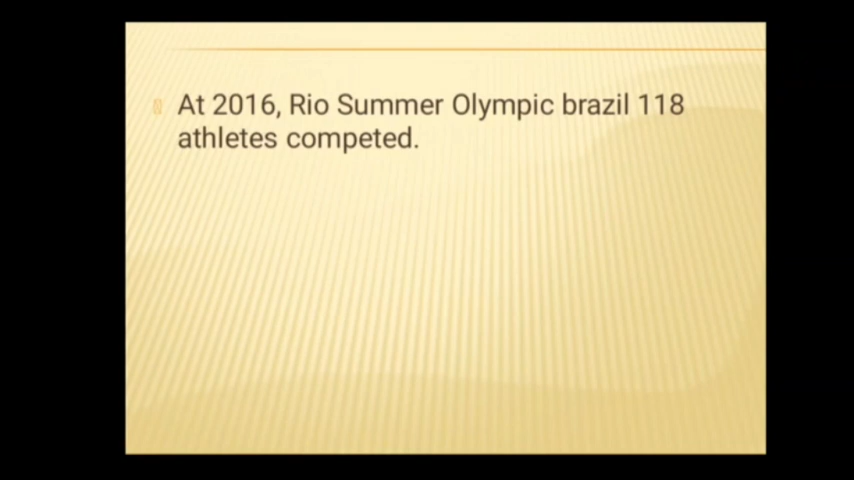 At 2016, Rio Summer Olympic brazil 118
athletes competed.